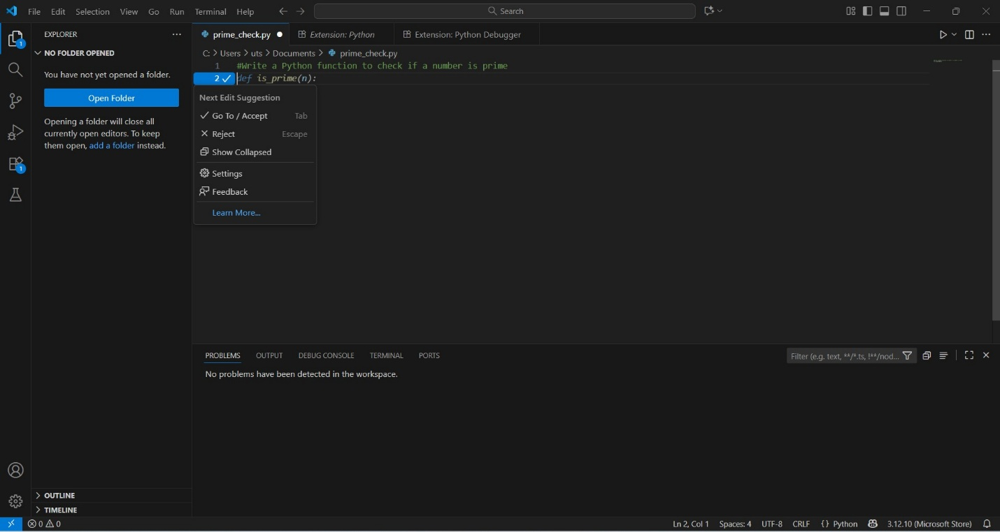 File Edit Selection View Go Run Terminal Help Search
EXPLORER
1
NO FOLDER OPENED
You have not yet opened a folder.
Open Folder
Opening a folder will close all
currently open editors. To keep
them open, add a folder instead.
1
OUTLINE
TIMELINE
prime_check.py Extension: Python Extension: Python Debugger
C: > Users > uts > Documents > prime_check.py
1 #Write a Python function to check if a number is prime
2 def is_prime(n):
Next Edit Suggestion
Go To / Accept Tab
Reject Escape
Show Collapsed
Settings
Feedback
Learn More...
PROBLEMS OUTPUT DEBUG CONSOLE TERMINAL PORTS Filter (e.g. text, **/*.ts, !**/nod...
No problems have been detected in the workspace.
0 0 Ln 2, Col 1 Spaces: 4 UTF-8 CRLF {} Python 3.12.10 (Microsoft Store)